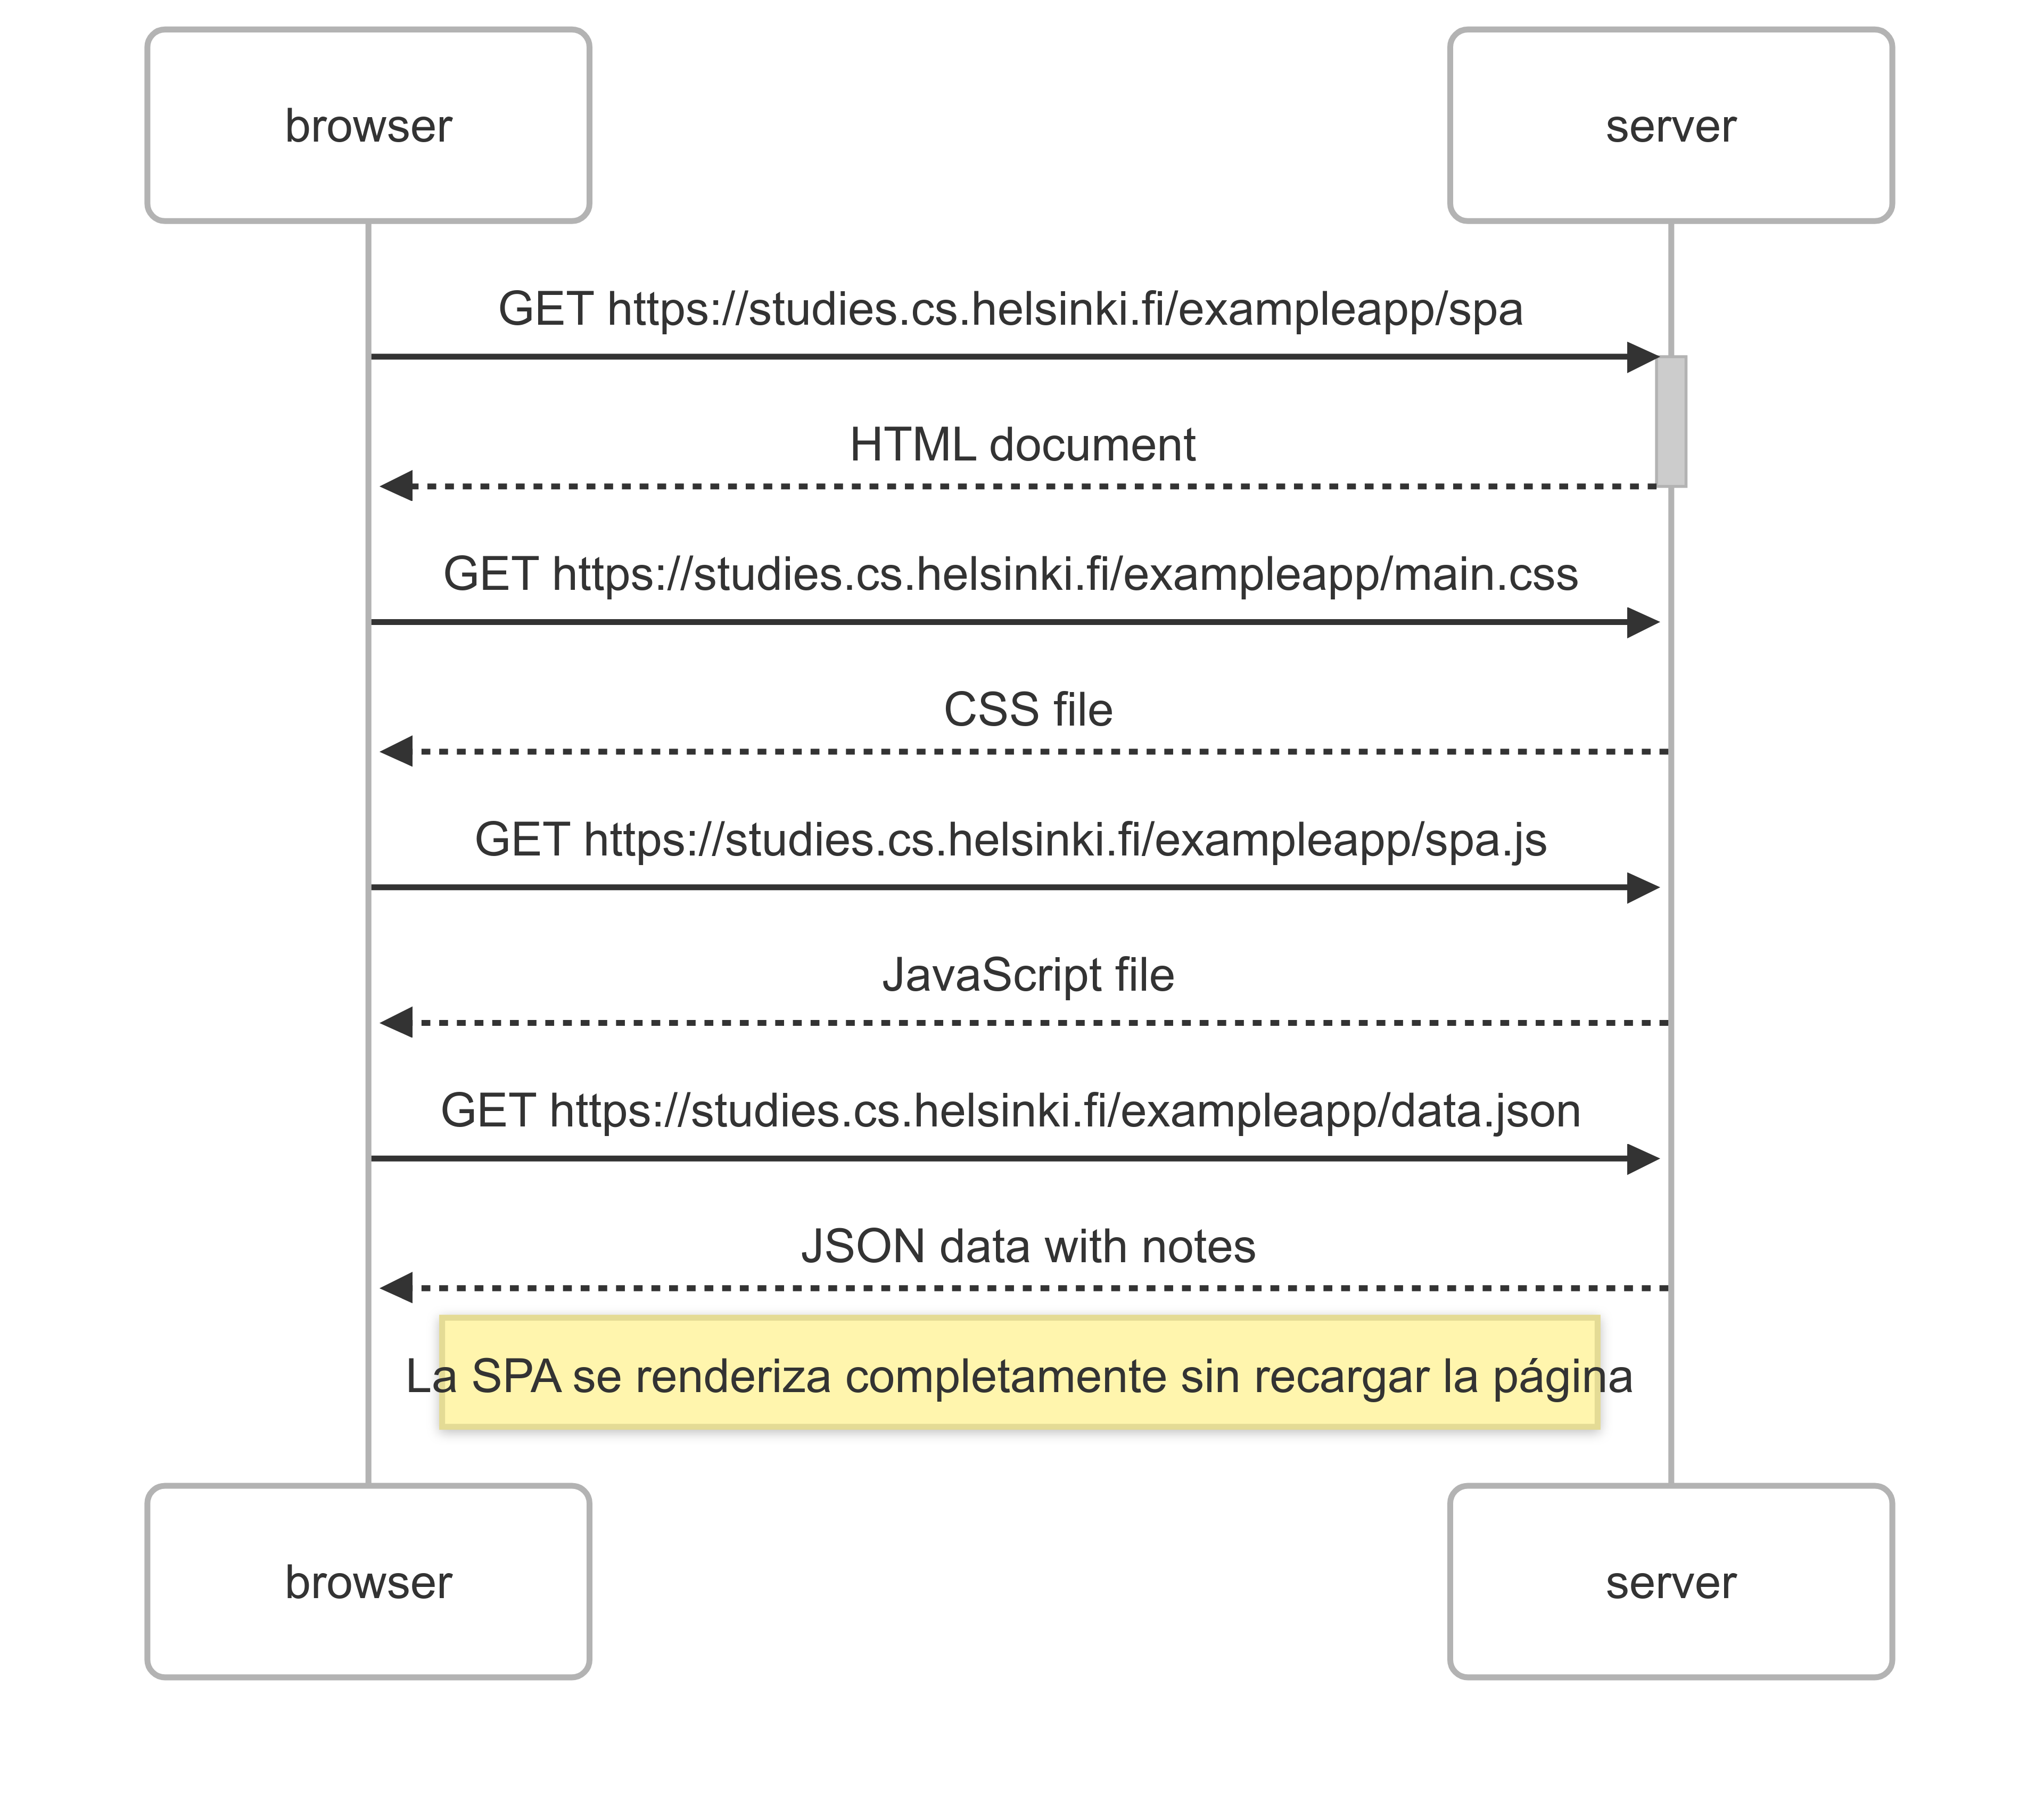 browser
server
GET https://studies.cs.helsinki.fi/exampleapp/spa
HTML document
GET https://studies.cs.helsinki.fi/exampleapp/main.css
CSS file
GET https://studies.cs.helsinki.fi/exampleapp/spa.js
JavaScript file
GET https://studies.cs.helsinki.fi/exampleapp/data.json
JSON data with notes
La SPA se renderiza completamente sin recargar la página
browser
server